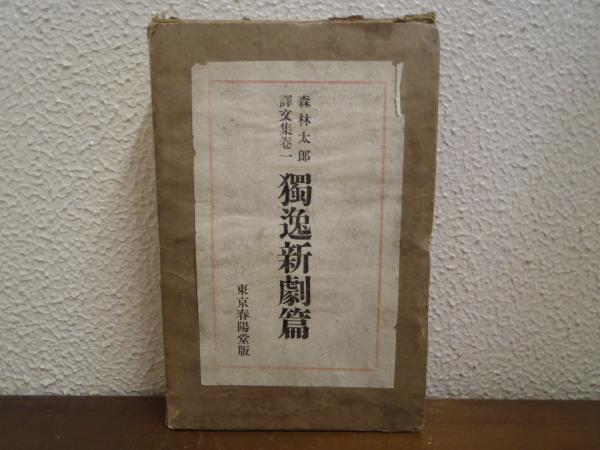 森林太郎
譯文集卷一
獨逸新劇篇
東京春陽堂版